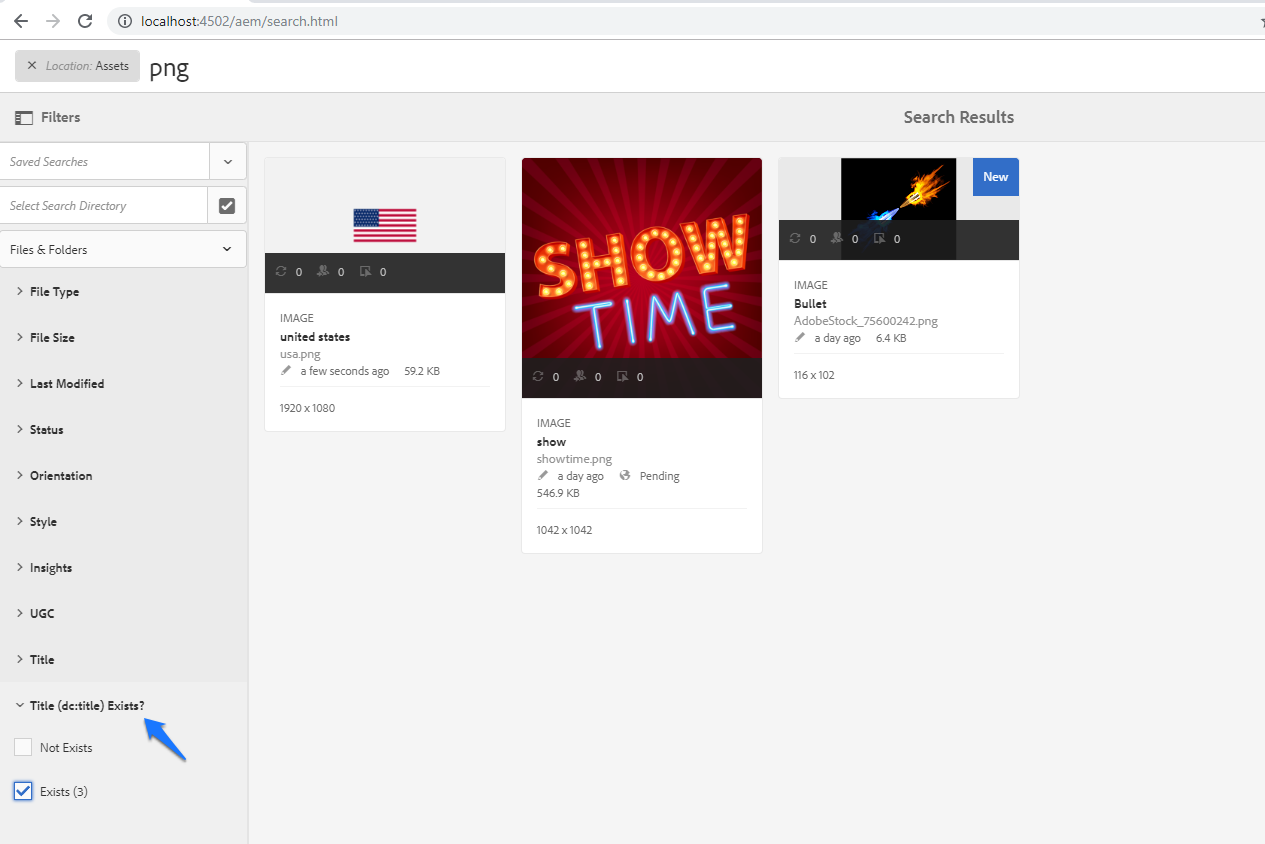 localhost:4502/aem/search.html
× Location: Assets png
Filters
Search Results
Saved Searches
Select Search Directory
Files & Folders
File Type
File Size
Last Modified
Status
Orientation
Style
Insights
UGC
Title
Title (dc:title) Exists?
Not Exists
Exists (3)
0 0 0
IMAGE
united states
usa.png
a few seconds ago 59.2 KB
1920 x 1080
SHOW
TIME
0 0 0
IMAGE
show
showtime.png
a day ago Pending
546.9 KB
1042 x 1042
New
0 0 0
IMAGE
Bullet
AdobeStock_75600242.png
a day ago 6.4 KB
116 x 102